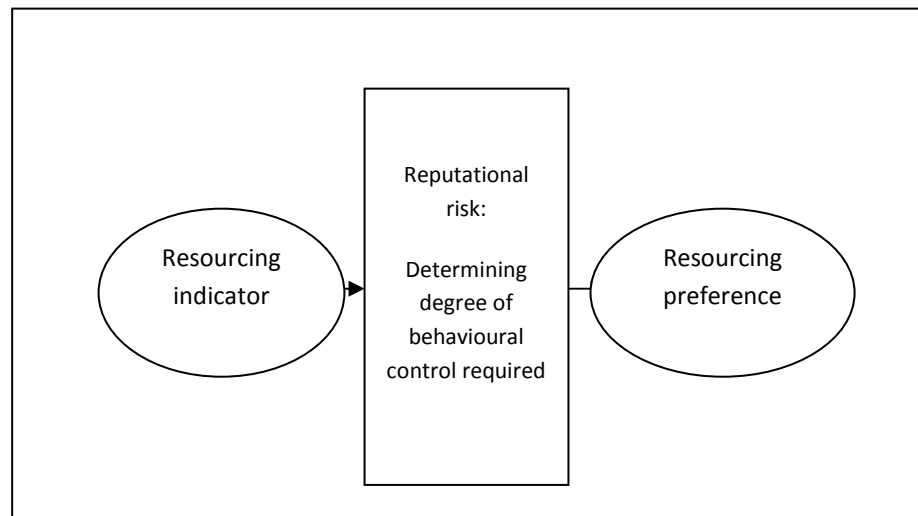 Resourcing
indicator
Reputational
risk:
Determining
degree of
behavioural
control required
Resourcing
preference